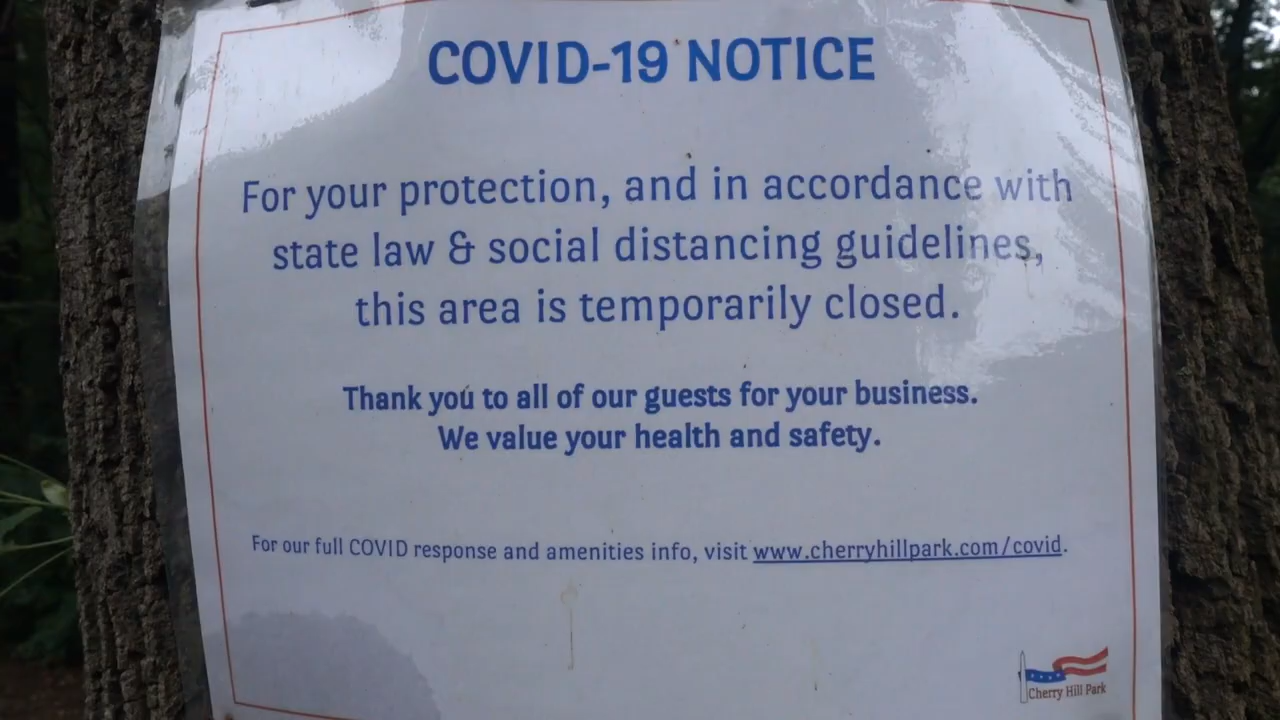 COVID-19 NOTICE
For your protection, and in accordance with
state law & social distancing guidelines,
this area is temporarily closed.
Thank you to all of our guests for your business.
We value your health and safety.
For our full COVID response and amenities info, visit www.cherryhillpark.com/covid.
Cherry Hill Park